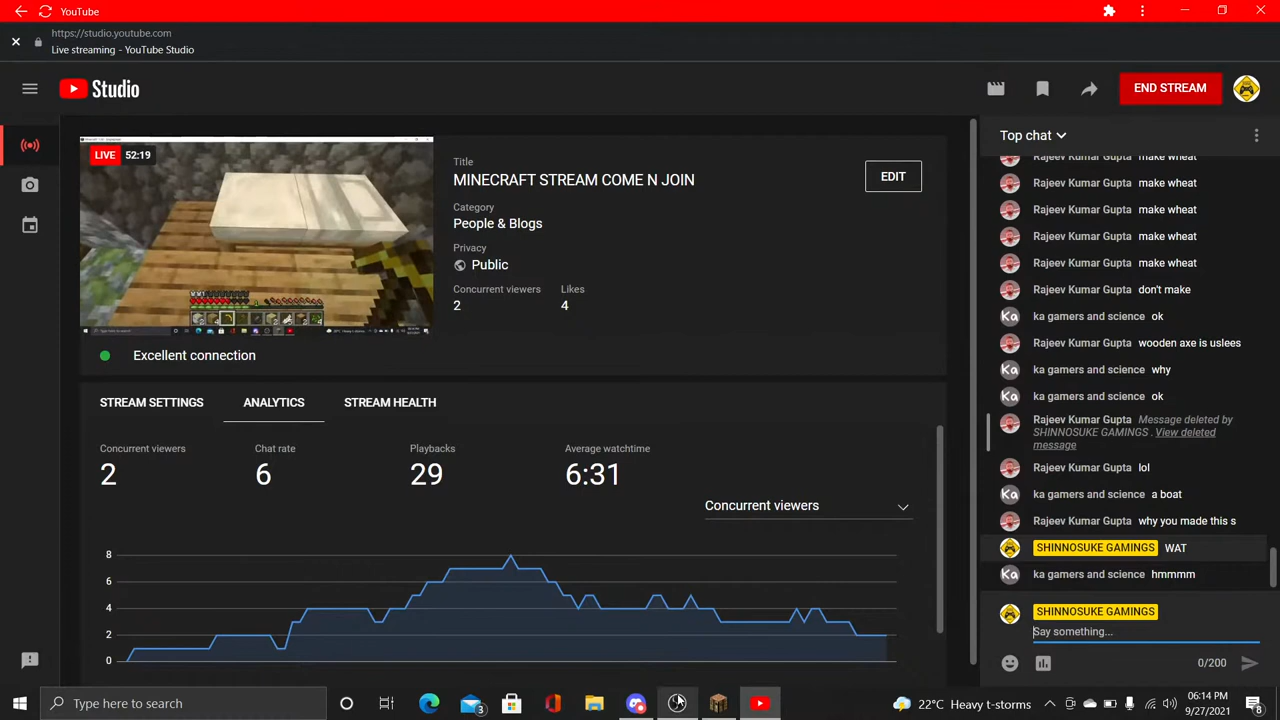 YouTube
https://studio.youtube.com
Live streaming - YouTube Studio
Studio
END STREAM
LIVE 52:19
Title
MINECRAFT STREAM COME N JOIN
EDIT
Category
People & Blogs
Privacy
Public
Concurrent viewers Likes
2 4
Excellent connection
STREAM SETTINGS ANALYTICS STREAM HEALTH
Concurrent viewers Chat rate Playbacks Average watchtime
2 6 29 6:31
Concurrent viewers
8
6
4
2
0
Top chat
Rajeev Kumar Gupta make wheat
Rajeev Kumar Gupta make wheat
Rajeev Kumar Gupta make wheat
Rajeev Kumar Gupta make wheat
Rajeev Kumar Gupta make wheat
Rajeev Kumar Gupta don't make
Ka ka gamers and science ok
Rajeev Kumar Gupta wooden axe is uslees
Ka ka gamers and science why
Ka ka gamers and science ok
Rajeev Kumar Gupta Message deleted by
SHINNOSUKE GAMINGS . View deleted
message
Rajeev Kumar Gupta lol
Ka ka gamers and science a boat
Rajeev Kumar Gupta why you made this s
SHINNOSUKE GAMINGS WAT
Ka ka gamers and science hmmmm
SHINNOSUKE GAMINGS
Say something...
0/200
Type here to search
3
22°C Heavy t-storms
06:14 PM
9/27/2021
8